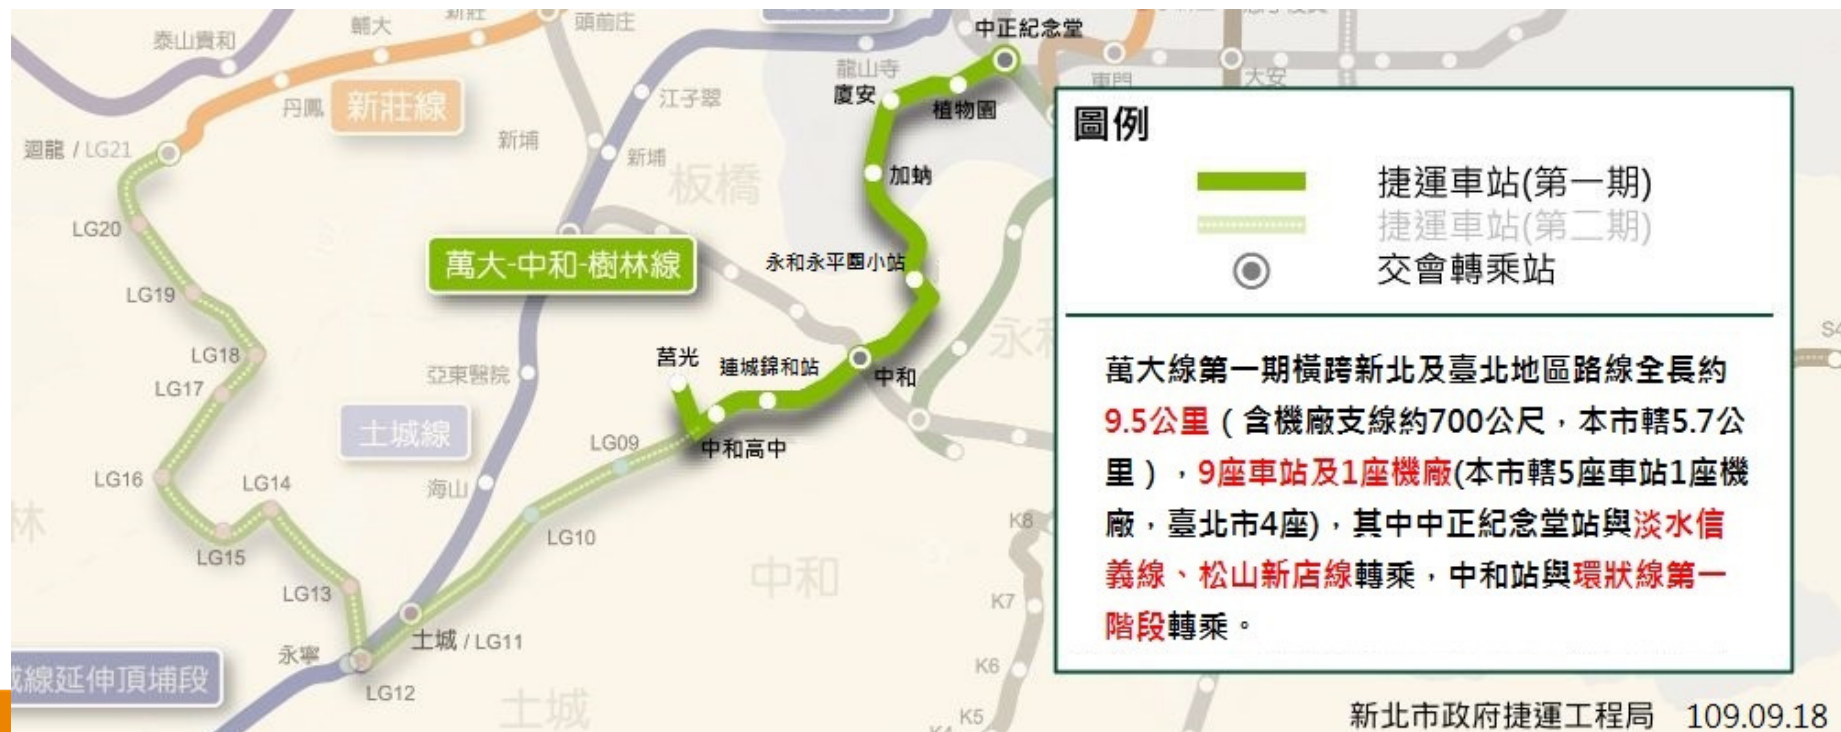 新莊
頭前庄
輔大
泰山貴和
丹鳳
新莊線
迴龍 / LG21
LG20
LG19
LG18
LG17
LG16
LG15
LG14
LG13
永寧
LG12
土城 / LG11
LG10
LG09
海山
土城線
亞東醫院
萬大-中和-樹林線
新埔
新埔
江子翠
板橋
龍山寺
中正紀念堂
植物園
廈安
加蚋
永和永平國小站
中和
連城錦和站
莒光
中和高中
東門
大安
中和
土城
林
城線延伸頂埔段
K8
K7
K6
K5
圖例
捷運車站(第一期)
捷運車站(第二期)
交會轉乘站
萬大線第一期橫跨新北及臺北地區路線全長約
9.5公里（含機廠支線約700公尺，本市轄5.7公
里），9座車站及1座機廠(本市轄5座車站1座機
廠，臺北市4座)，其中中正紀念堂站與淡水信
義線、松山新店線轉乘，中和站與環狀線第一
階段轉乘。
新北市政府捷運工程局 109.09.18